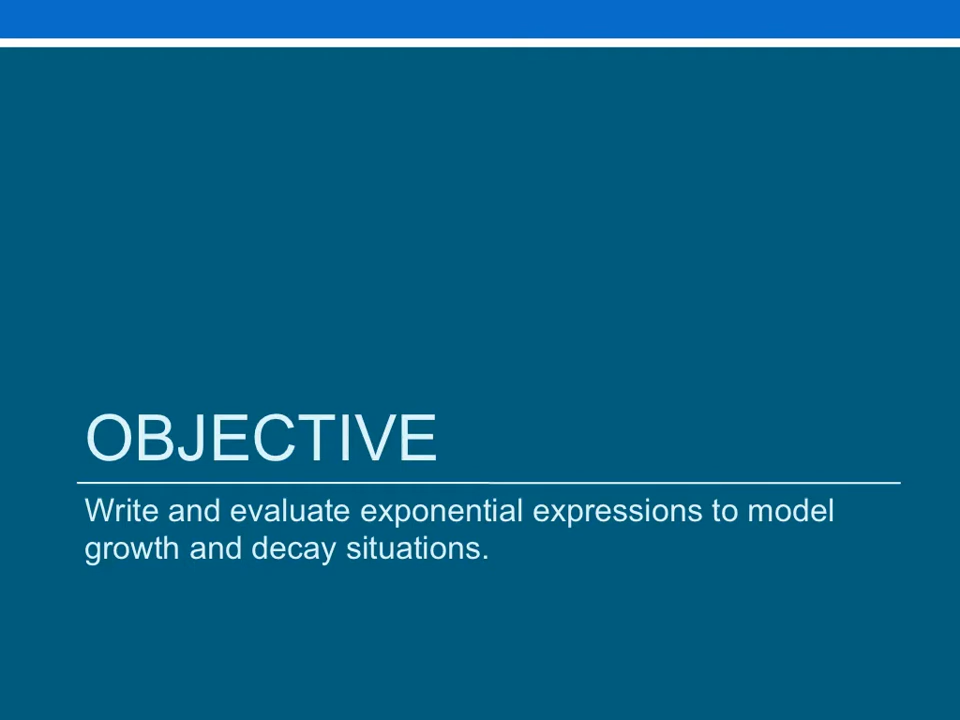 OBJECTIVE
Write and evaluate exponential expressions to model
growth and decay situations.